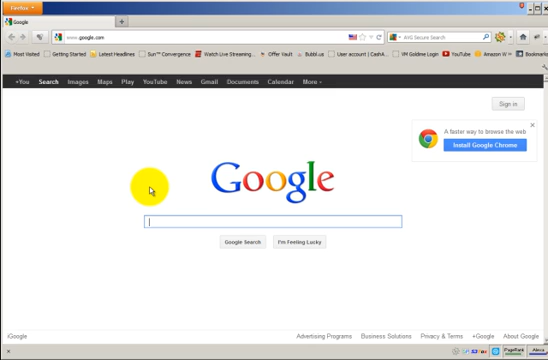 Firefox
Google
www.google.com
AVG Secure Search
Most Visited Getting Started Latest Headlines Sun™ Convergence Watch Live Streaming... Offer Vault Bubbl.us User account | Cash4... VM Goldline Login YouTube Amazon W Bookmarks
+You Search Images Maps Play YouTube News Gmail Documents Calendar More
Sign in
A faster way to browse the web
Install Google Chrome
Google
Google Search I'm Feeling Lucky
iGoogle Advertising Programs Business Solutions Privacy & Terms +Google About Google
PageRank Alexa